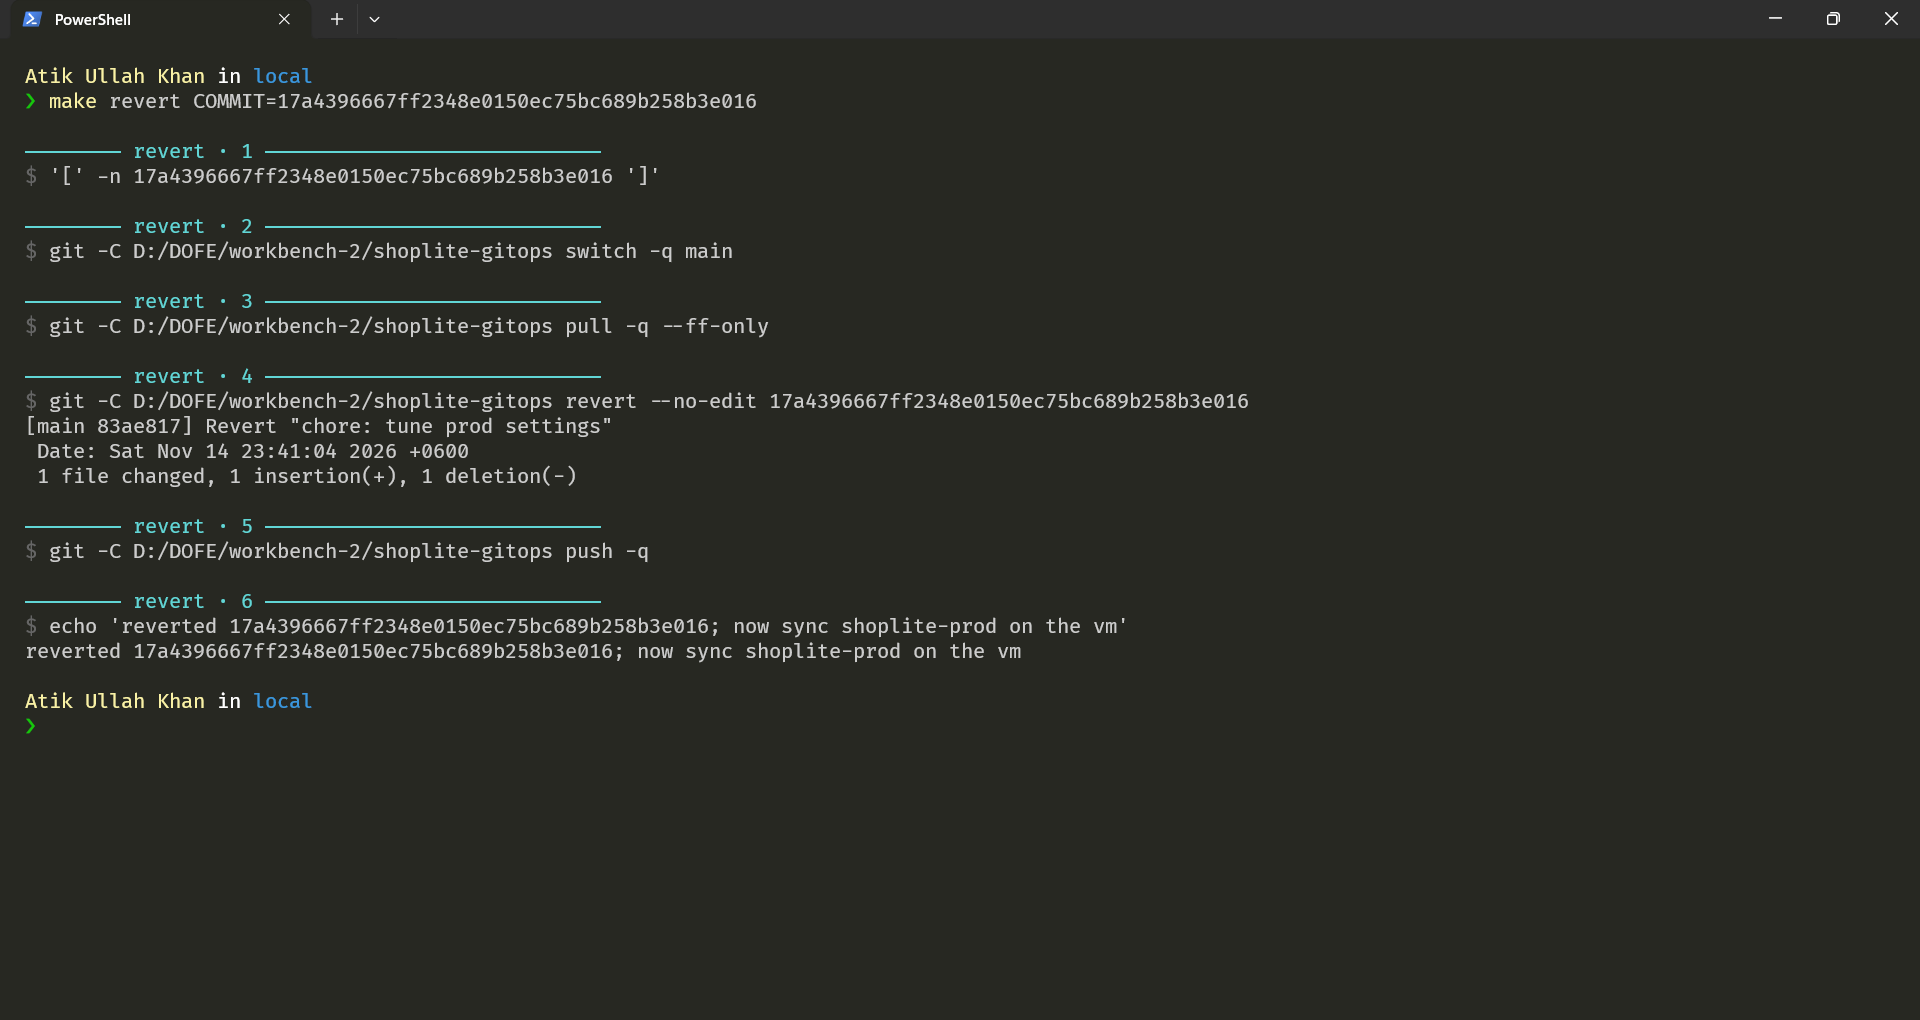 PowerShell
Atik Ullah Khan in local
❯ make revert COMMIT=17a4396667ff2348e0150ec75bc689b258b3e016
──────── revert · 1 ────────────────────────────
$ '[' -n 17a4396667ff2348e0150ec75bc689b258b3e016 ']'
──────── revert · 2 ────────────────────────────
$ git -C D:/DOFE/workbench-2/shoplite-gitops switch -q main
──────── revert · 3 ────────────────────────────
$ git -C D:/DOFE/workbench-2/shoplite-gitops pull -q --ff-only
──────── revert · 4 ────────────────────────────
$ git -C D:/DOFE/workbench-2/shoplite-gitops revert --no-edit 17a4396667ff2348e0150ec75bc689b258b3e016
[main 83ae817] Revert "chore: tune prod settings"
 Date: Sat Nov 14 23:41:04 2026 +0600
 1 file changed, 1 insertion(+), 1 deletion(-)
──────── revert · 5 ────────────────────────────
$ git -C D:/DOFE/workbench-2/shoplite-gitops push -q
──────── revert · 6 ────────────────────────────
$ echo 'reverted 17a4396667ff2348e0150ec75bc689b258b3e016; now sync shoplite-prod on the vm'
reverted 17a4396667ff2348e0150ec75bc689b258b3e016; now sync shoplite-prod on the vm
Atik Ullah Khan in local
❯